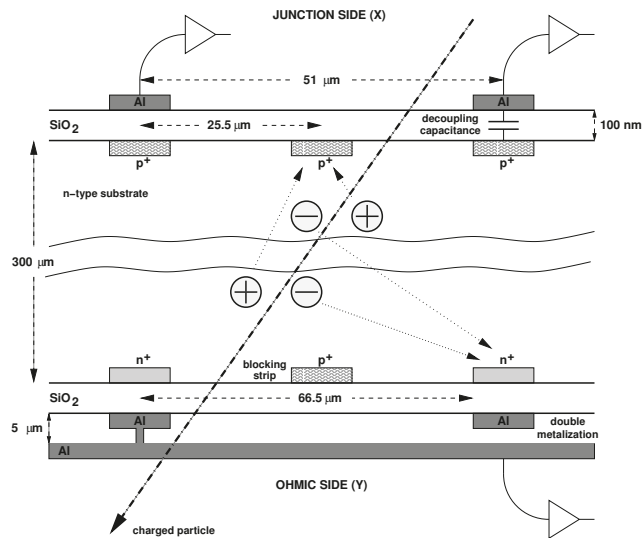 JUNCTION SIDE (X)
51 μm
Al
Al
SiO2
25.5 μm
decoupling
capacitance
100 nm
p+
p+
p+
n−type substrate
300 μm
n+
blocking
strip
p+
n+
SiO2
66.5 μm
5 μm
Al
Al
double
metalization
Al
OHMIC SIDE (Y)
charged particle